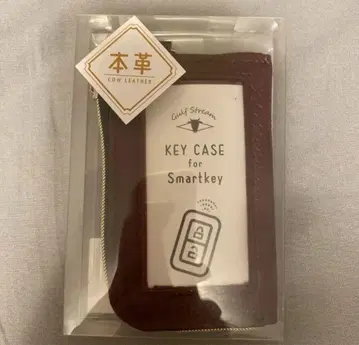 本革
COW LEATHER
Gulf Stream
KEY CASE
for
Smartkey